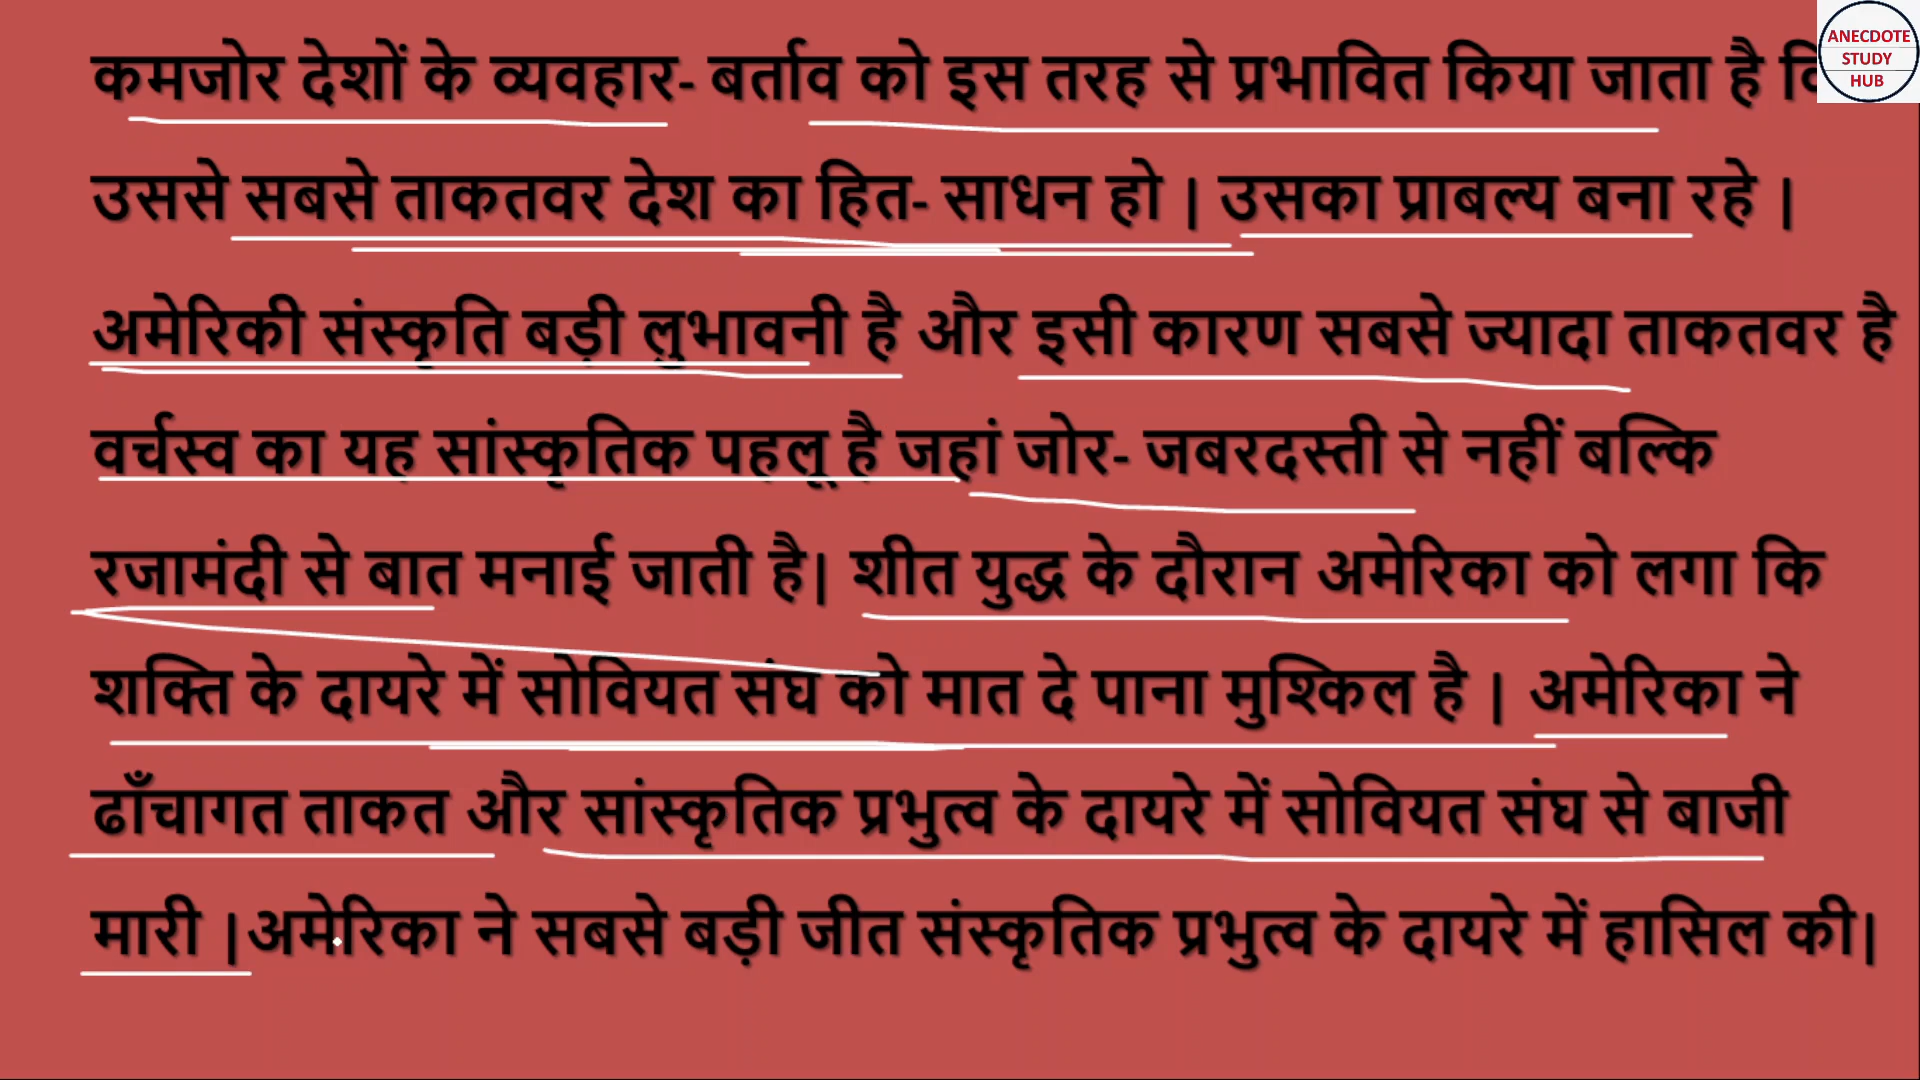 कमजोर देशों के व्यवहार- बर्ताव को इस तरह से प्रभावित किया जाता है
उससे सबसे ताकतवर देश का हित- साधन हो | उसका प्राबल्य बना रहे |
अमेरिकी संस्कृति बड़ी लुभावनी है और इसी कारण सबसे ज्यादा ताकतवर है
वर्चस्व का यह सांस्कृतिक पहलू है जहां जोर- जबरदस्ती से नहीं बल्कि
रजामंदी से बात मनाई जाती है| शीत युद्ध के दौरान अमेरिका को लगा कि
शक्ति के दायरे में सोवियत संघ को मात दे पाना मुश्किल है | अमेरिका ने
ढाँचागत ताकत और सांस्कृतिक प्रभुत्व के दायरे में सोवियत संघ से बाजी
मारी |अमेरिका ने सबसे बड़ी जीत संस्कृतिक प्रभुत्व के दायरे में हासिल की|
ANECDOTE
STUDY
HUB